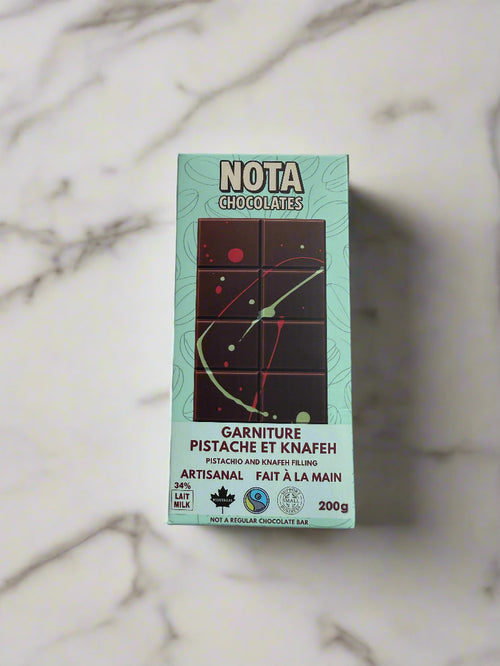 NOTA
CHOCOLATES
GARNITURE
PISTACHE ET KNAFEH
PISTACHIO AND KNAFEH FILLING
ARTISANAL FAIT À LA MAIN
34%
LAIT
MILK
200g
NOT A REGULAR CHOCOLATE BAR